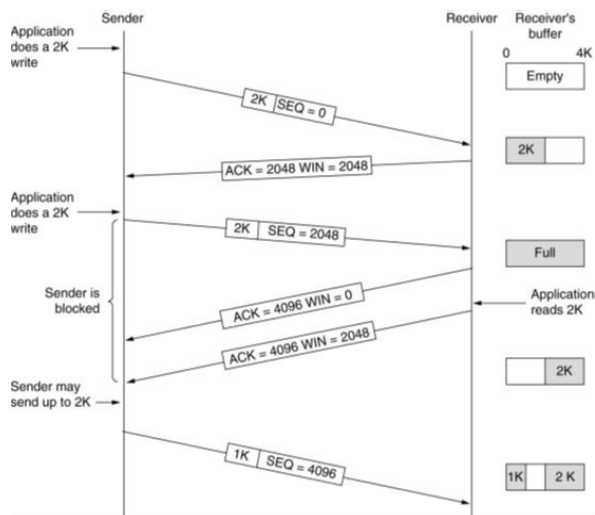 Sender
Receiver
Receiver's
buffer
Application
does a 2K
write
0 4K
Empty
2K SEQ = 0
2K
ACK = 2048 WIN = 2048
Application
does a 2K
write
2K SEQ = 2048
Full
Sender is
blocked
Application
reads 2K
ACK = 4096 WIN = 0
ACK = 4096 WIN = 2048
2K
Sender may
send up to 2K
1K SEQ = 4096
1K 2 K